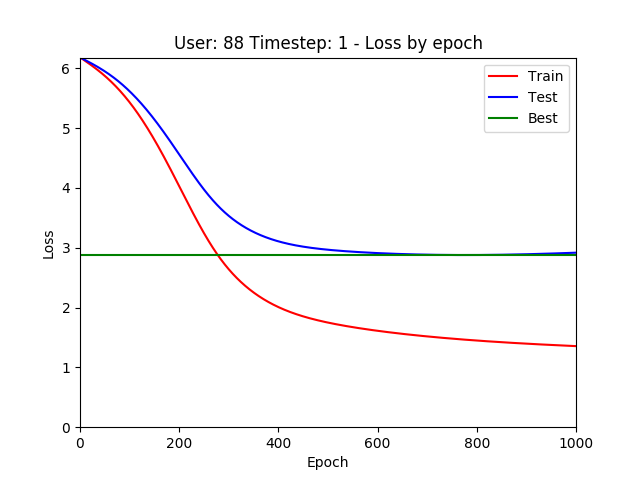 User: 88 Timestep: 1 - Loss by epoch
Train
Test
Best
Loss
6
5
4
3
2
1
0
0 200 400 600 800 1000
Epoch